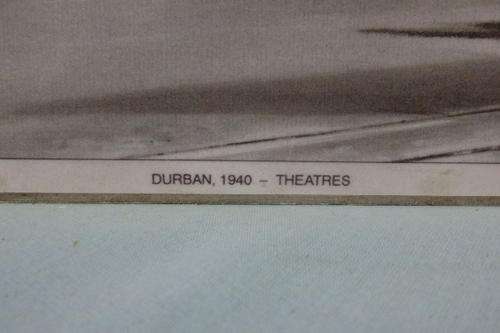 DURBAN, 1940 – THEATRES